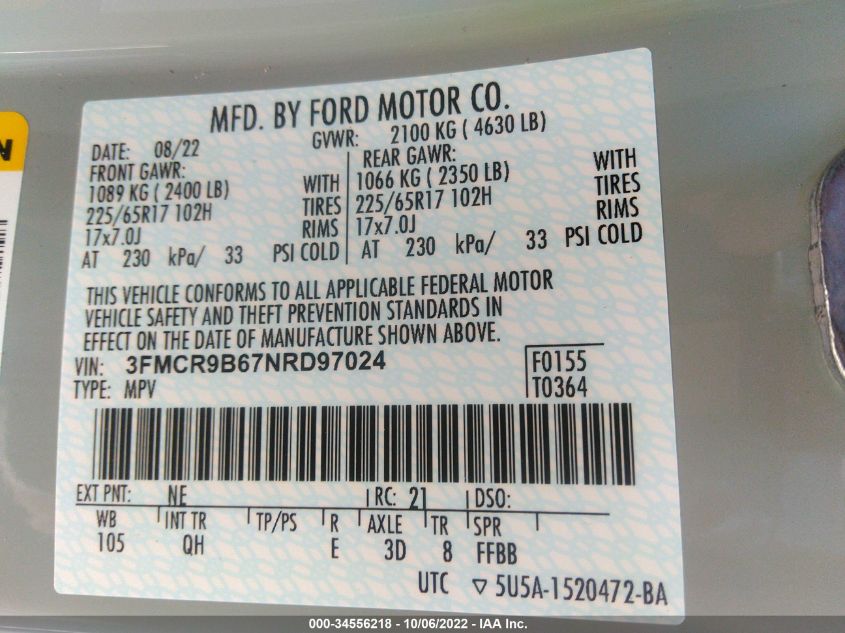 MFD. BY FORD MOTOR CO.
DATE: 08/22 GVWR: 2100 KG ( 4630 LB)
FRONT GAWR: REAR GAWR:
1089 KG ( 2400 LB) WITH 1066 KG ( 2350 LB) WITH
225/65R17 102H TIRES 225/65R17 102H TIRES
17x7.0J RIMS 17x7.0J RIMS
AT 230 kPa/ 33 PSI COLD AT 230 kPa/ 33 PSI COLD
THIS VEHICLE CONFORMS TO ALL APPLICABLE FEDERAL MOTOR
VEHICLE SAFETY AND THEFT PREVENTION STANDARDS IN
EFFECT ON THE DATE OF MANUFACTURE SHOWN ABOVE.
VIN: 3FMCR9B67NRD97024 F0155
TYPE: MPV T0364
EXT PNT: NE RC: 21 DSO:
WB INT TR TP/PS R AXLE TR SPR
105 QH E 3D 8 FFBB
UTC ▽ 5U5A-1520472-BA
000-34556218 - 10/06/2022 - IAA Inc.